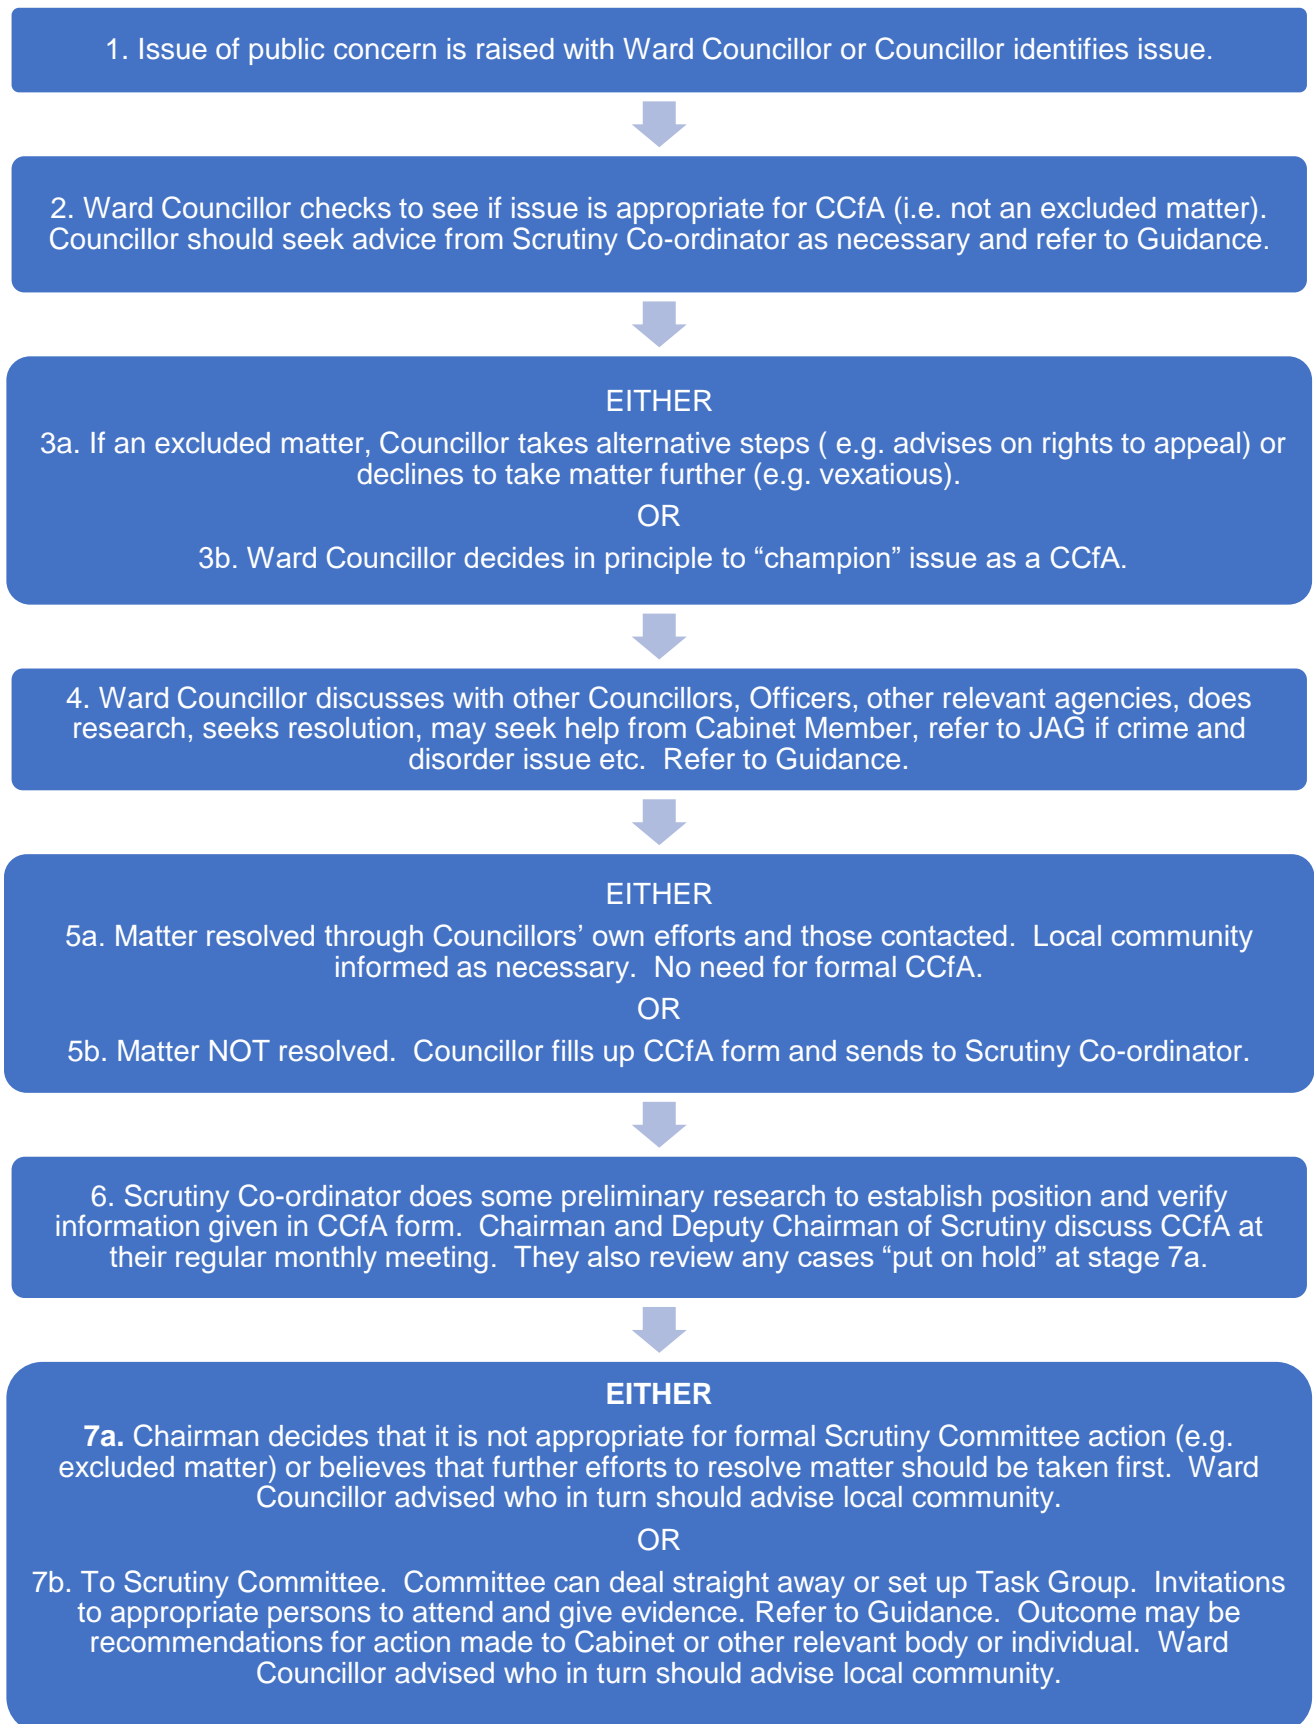 1. Issue of public concern is raised with Ward Councillor or Councillor identifies issue.
2. Ward Councillor checks to see if issue is appropriate for CCfA (i.e. not an excluded matter).
Councillor should seek advice from Scrutiny Co-ordinator as necessary and refer to Guidance.
EITHER
3a. If an excluded matter, Councillor takes alternative steps ( e.g. advises on rights to appeal) or
declines to take matter further (e.g. vexatious).
OR
3b. Ward Councillor decides in principle to “champion” issue as a CCfA.
4. Ward Councillor discusses with other Councillors, Officers, other relevant agencies, does
research, seeks resolution, may seek help from Cabinet Member, refer to JAG if crime and
disorder issue etc.  Refer to Guidance.
EITHER
5a. Matter resolved through Councillors’ own efforts and those contacted.  Local community
informed as necessary.  No need for formal CCfA.
OR
5b. Matter NOT resolved.  Councillor fills up CCfA form and sends to Scrutiny Co-ordinator.
6. Scrutiny Co-ordinator does some preliminary research to establish position and verify
information given in CCfA form.  Chairman and Deputy Chairman of Scrutiny discuss CCfA at
their regular monthly meeting.  They also review any cases “put on hold” at stage 7a.
EITHER
7a. Chairman decides that it is not appropriate for formal Scrutiny Committee action (e.g.
excluded matter) or believes that further efforts to resolve matter should be taken first.  Ward
Councillor advised who in turn should advise local community.
OR
7b. To Scrutiny Committee.  Committee can deal straight away or set up Task Group.  Invitations
to appropriate persons to attend and give evidence. Refer to Guidance.  Outcome may be
recommendations for action made to Cabinet or other relevant body or individual.  Ward
Councillor advised who in turn should advise local community.